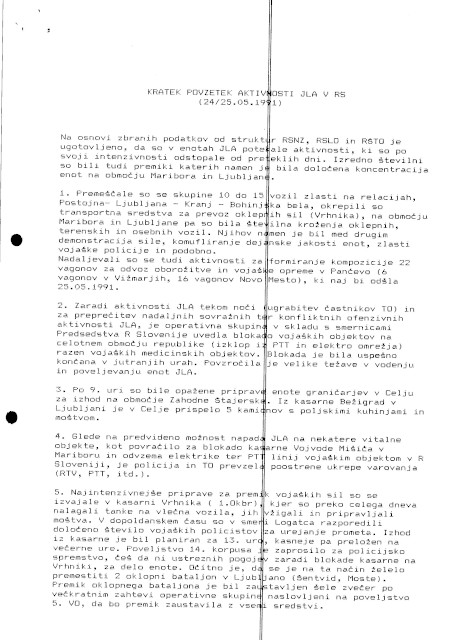 KRATEK POVZETEK AKTIVNOSTI JLA V RS
(24/25.05.1991)
Na osnovi zbranih podatkov od struktur RSNZ, RSLO in RŠTO je
ugotovljeno, da so v enotah JLA potekale aktivnosti, ki so po
svoji intenzivnosti odstopale od preteklih dni. Izredno številni
so bili tudi premiki katerih namen je bila določena koncentracija
enot na območju Maribora in Ljubljane.
1. Premeščale so se skupine 10 do 15 vozil zlasti na relacijah,
Postojna- Ljubljana - Kranj - Bohinjska bela, okrepili so
transportna sredstva za prevoz oklepnih sil (Vrhnika), na območju
Maribora in Ljubljane pa so bila številna kroženja oklepnih,
terenskih in osebnih vozil. Njihov namen je bil med drugim
demonstracija sile, komufliranje dejanske jakosti enot, zlasti
vojaške policije in podobno.
Nadaljevali so se tudi aktivnosti za formiranje kompozicije 22
vagonov za odvoz oborožitve in vojaške opreme v Pančevo (6
vagonov v Vižmarjih, 16 vagonov Novo Mesto), ki naj bi odšla
25.05.1991.
2. Zaradi aktivnosti JLA tekom noči (ugrabitev častnikov TO) in
za preprečitev nadaljnih sovražnih ter konfliktnih ofenzivnih
aktivnosti JLA, je operativna skupina v skladu s smernicami
Predsedstva R Slovenije uvedla blokado vojaških objektov na
celotnem območju republike (izklop iz PTT in elektro omrežja)
razen vojaških medicinskih objektov. Blokada je bila uspešno
končana v jutranjih urah. Povzročila je velike težave v vodenju
in poveljevanju enot JLA.
3. Po 9. uri so bile opažene priprave enote graničarjev v Celju
za izhod na območje Zahodne Štajerske. Iz kasarne Bežigrad v
Ljubljani je v Celje prispelo 5 kamionov s poljskimi kuhinjami in
moštvom.
4. Glede na predvideno možnost napada JLA na nekatere vitalne
objekte, kot povračilo za blokado kasarne Vojvode Mišiča v
Mariboru in odvzema elektrike ter PTT linij vojaškim objektom v R
Sloveniji, je policija in TO prevzela poostrene ukrepe varovanja
(RTV, PTT, itd.).
5. Najintenzivnejše priprave za premik vojaških sil so se
izvajale v kasarni Vrhnika ( 1.Okbr), kjer so preko celega dneva
nalagali tanke na vlečna vozila, jih vžigali in pripravljali
moštva. V dopoldanskem času so v smeri Logatca razporedili
določeno število vojaških policistov za urejanje prometa. Izhod
iz kasarne je bil planiran za 13. uro, kasneje pa preložen na
večerne ure. Poveljstvo 14. korpusa je zaprosilo za policijsko
spremstvo, češ da ni ustreznih pogojev zaradi blokade kasarne na
Vrhniki, za delo enote. Očitno je, da se je na ta način želelo
premestiti 2 oklopni bataljon v Ljubljano (Šentvid, Moste).
Premik oklepnega bataljona je bil zaustavljen šele zvečer po
večkratnim zahtevi operativne skupine naslovljeni na poveljstvo
5. VO, da bo premik zaustavila z vsemi sredstvi.